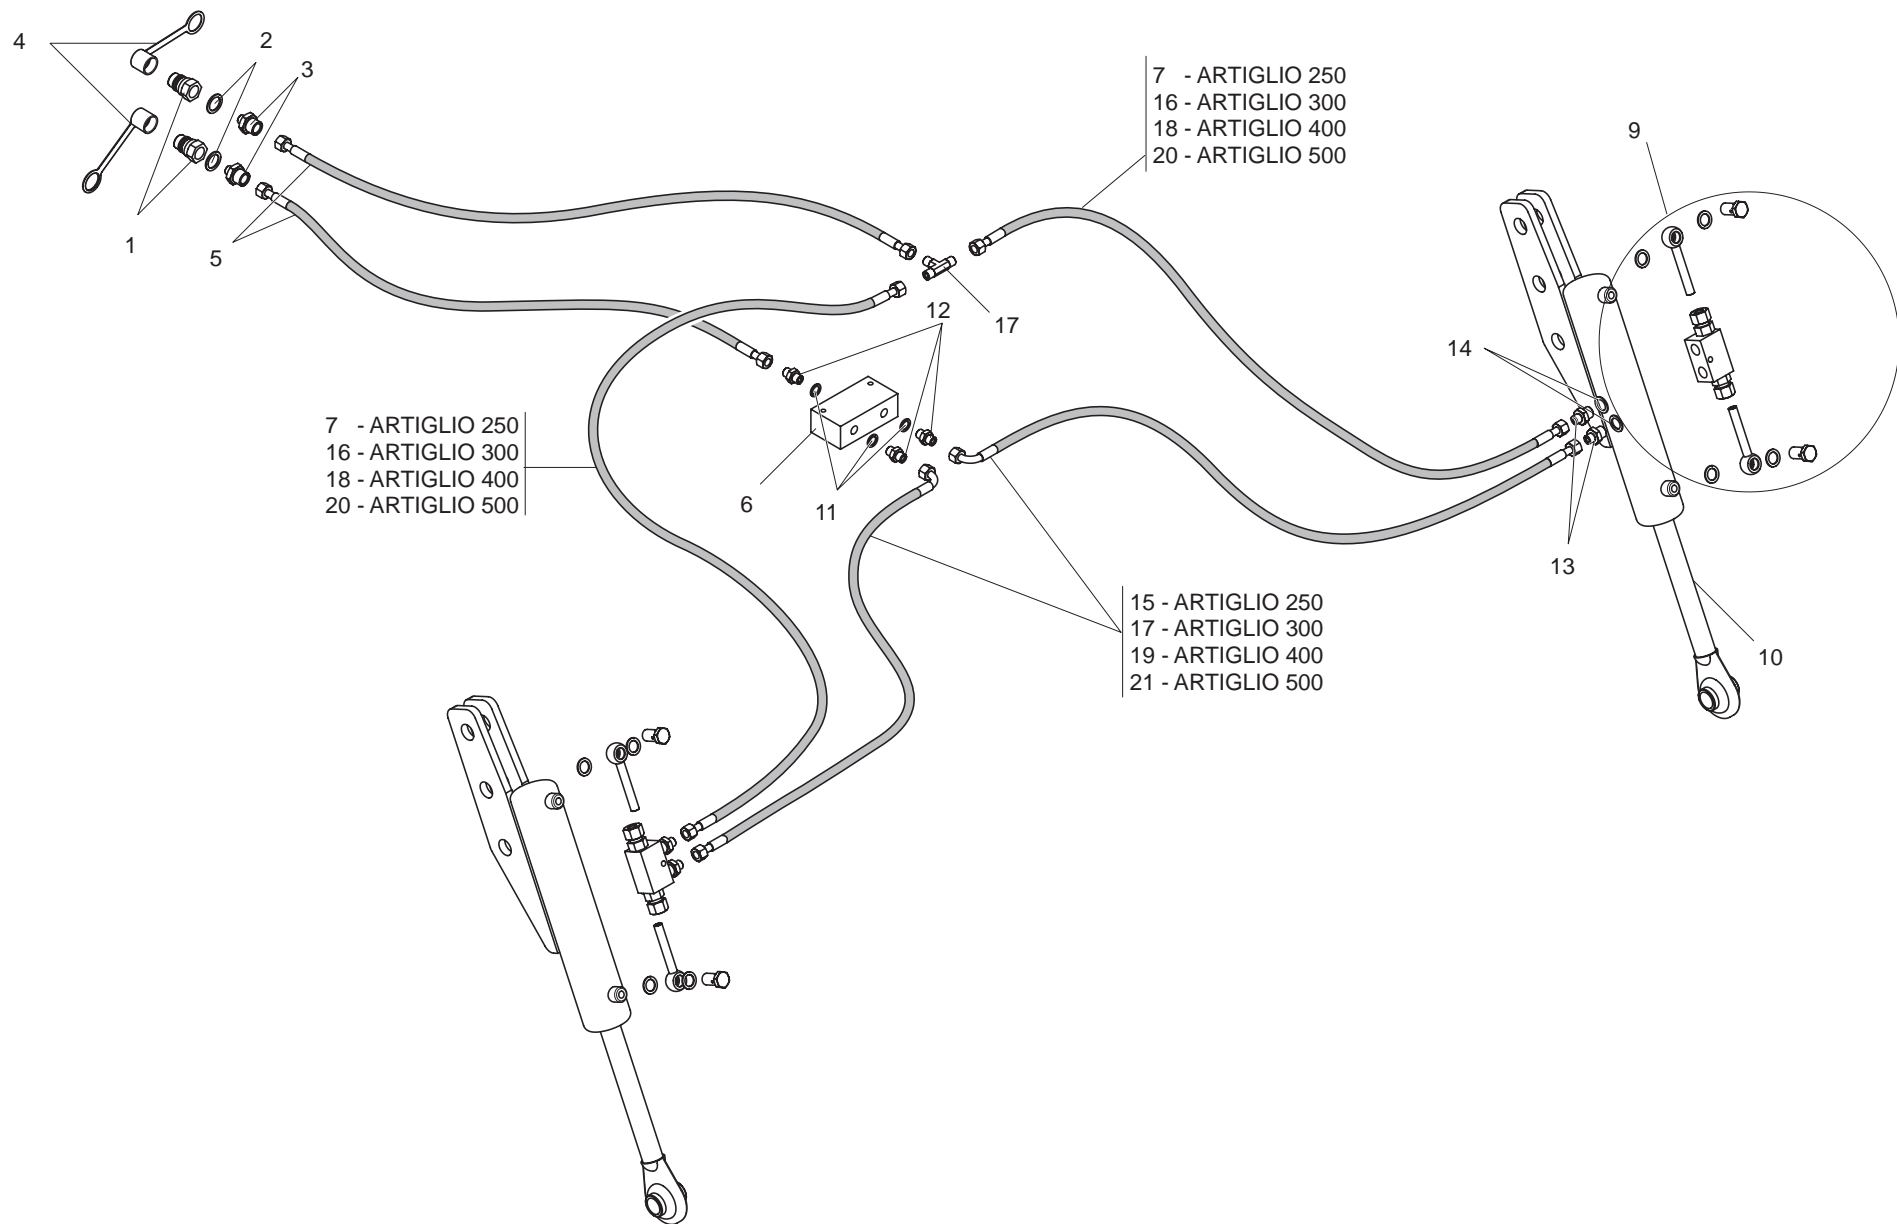 4
2
3
7 - ARTIGLIO 250
16 - ARTIGLIO 300
18 - ARTIGLIO 400
20 - ARTIGLIO 500
9
1
5
12
17
14
7 - ARTIGLIO 250
16 - ARTIGLIO 300
18 - ARTIGLIO 400
20 - ARTIGLIO 500
6
11
13
15 - ARTIGLIO 250
17 - ARTIGLIO 300
19 - ARTIGLIO 400
21 - ARTIGLIO 500
10